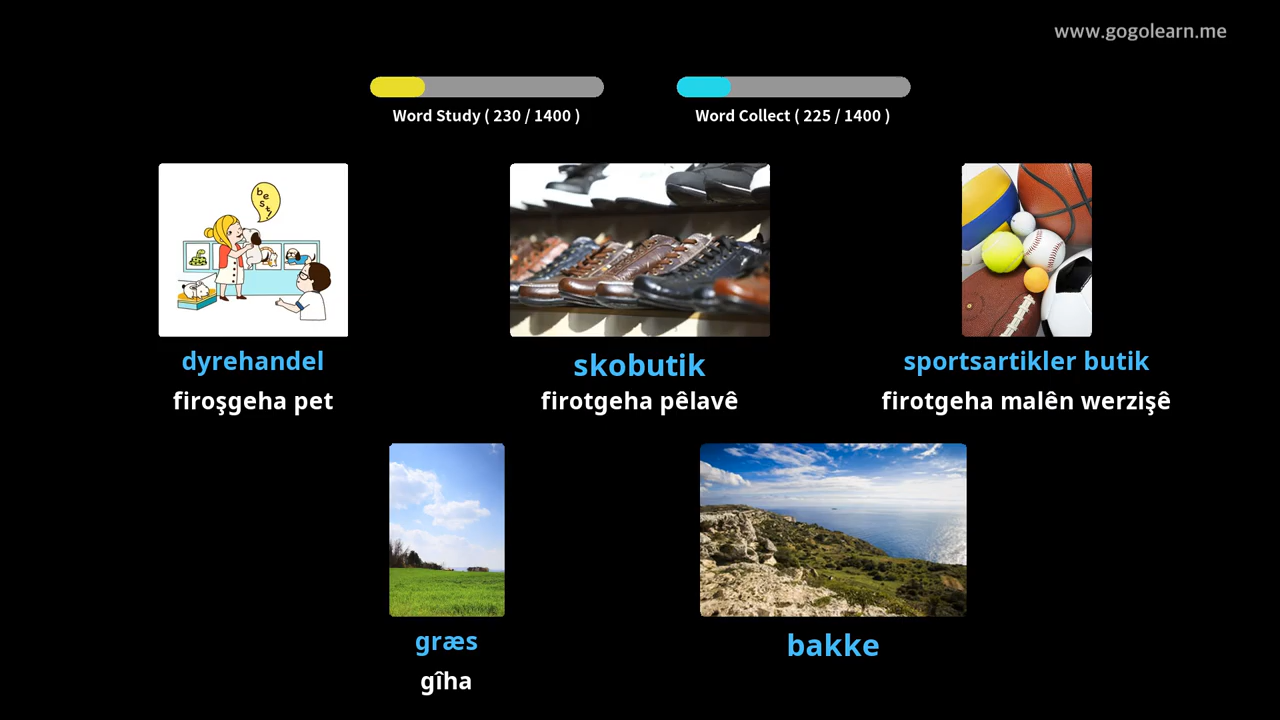 www.gogolearn.me
Word Study ( 230 / 1400 )
Word Collect ( 225 / 1400 )
best
dyrehandel
firoşgeha pet
skobutik
firotgeha pêlavê
sportsartikler butik
firotgeha malên werzişê
græs
gîha
bakke